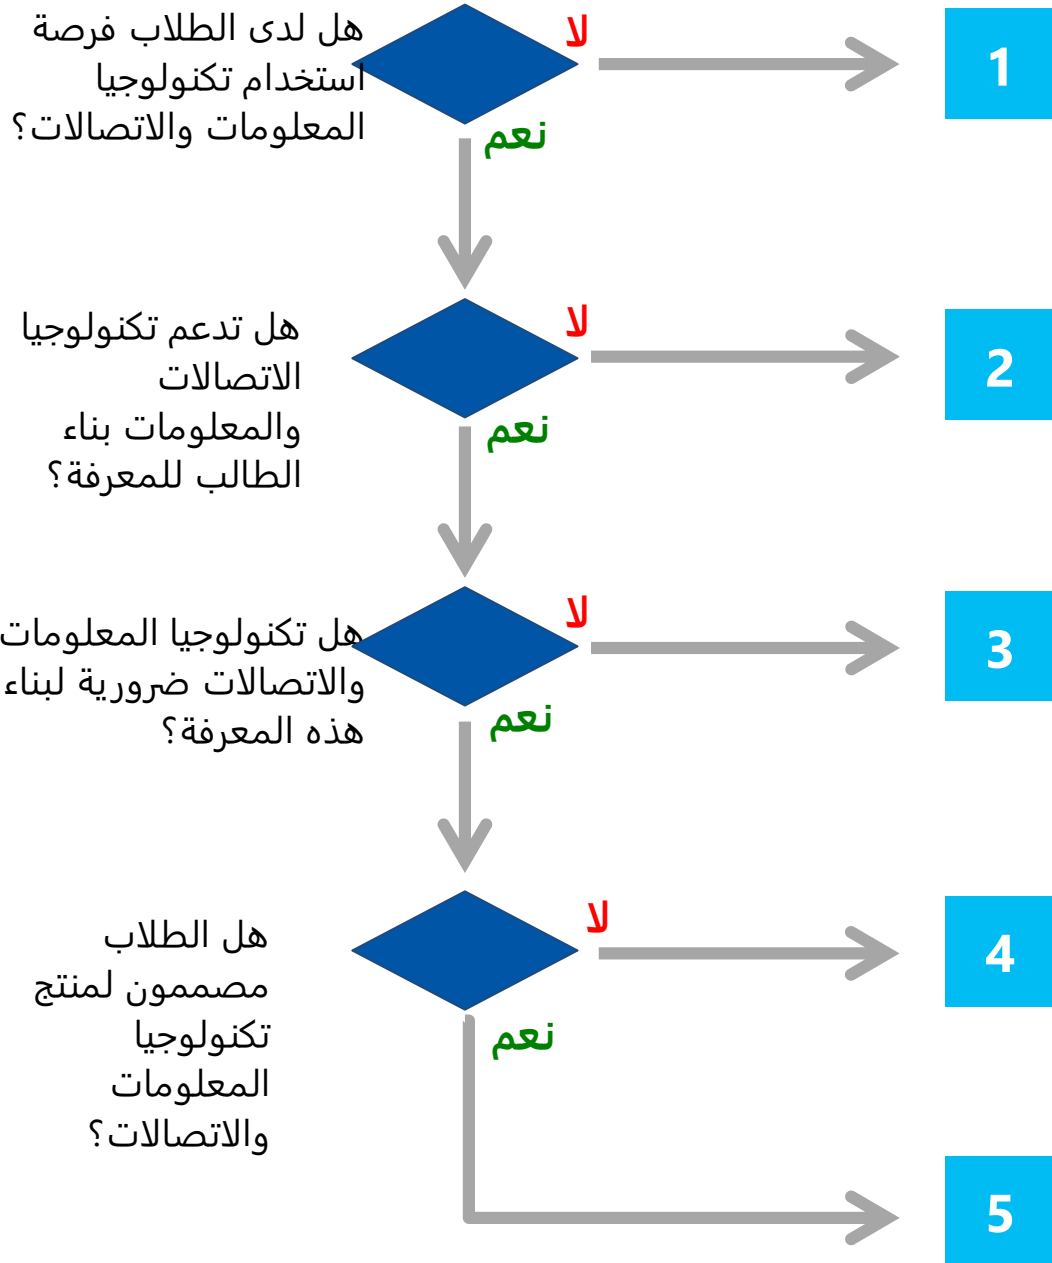 هل لدى الطلاب فرصة
استخدام تكنولوجيا
المعلومات والاتصالات؟
لا
1
نعم
هل تدعم تكنولوجيا
الاتصالات
والمعلومات بناء
الطالب للمعرفة؟
لا
2
نعم
هل تكنولوجيا المعلومات
والاتصالات ضرورية لبناء
هذه المعرفة؟
لا
3
نعم
هل الطلاب
مصممون لمنتج
تكنولوجيا
المعلومات
والاتصالات؟
لا
4
نعم
5